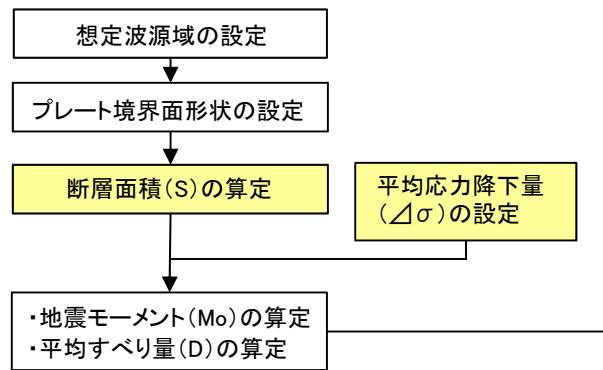 想定波源域の設定
プレート境界面形状の設定
断層面積(S)の算定
平均応力降下量
(⊿σ)の設定
・地震モーメント(Mo)の算定
・平均すべり量(D)の算定